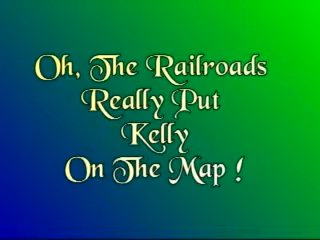 Oh, The Railroads
Really Put
Kelly
On The Map !